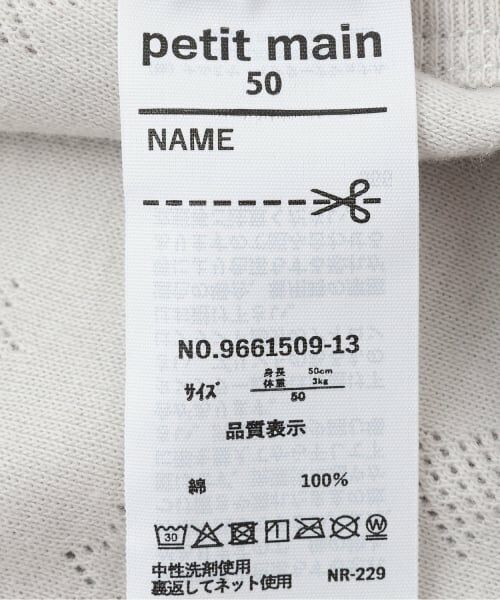 petit main
50
NAME
NO.9661509-13
サイズ 身長 50cm
体重 3kg
50
品質表示
綿 100%
30
中性洗剤使用
裏返してネット使用 NR-229